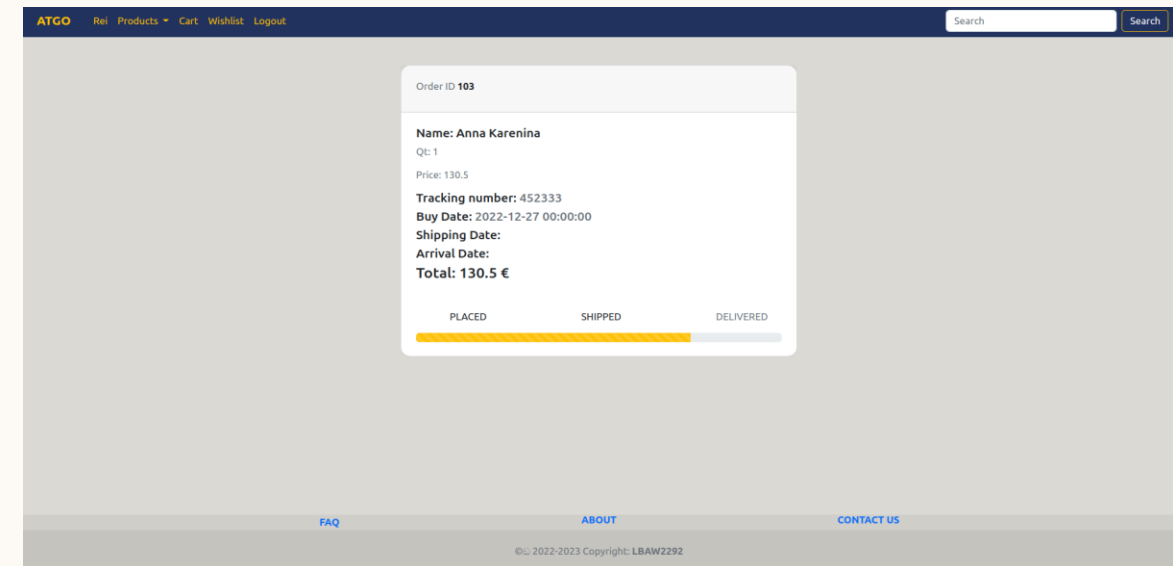 ATGO Rei Products Cart Wishlist Logout Search Search
Order ID 103
Name: Anna Karenina
Qt: 1
Price: 130.5
Tracking number: 452333
Buy Date: 2022-12-27 00:00:00
Shipping Date:
Arrival Date:
Total: 130.5 €
PLACED SHIPPED DELIVERED
FAQ ABOUT CONTACT US
© 2022-2023 Copyright: LBAW2292